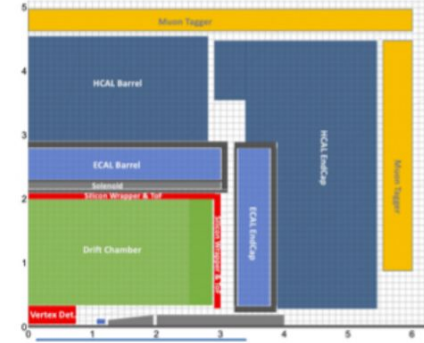 5
Muon Tagger
4
HCAL Barrel
HCAL EndCap
3
ECAL Barrel
Solenoid
Muon Tagger
2
Silicon Wrapper & ToF
Drift Chamber
Silicon Wrapper & ToF
ECAL EndCap
1
Vertex Det.
0
0 1 2 3 4 5 6